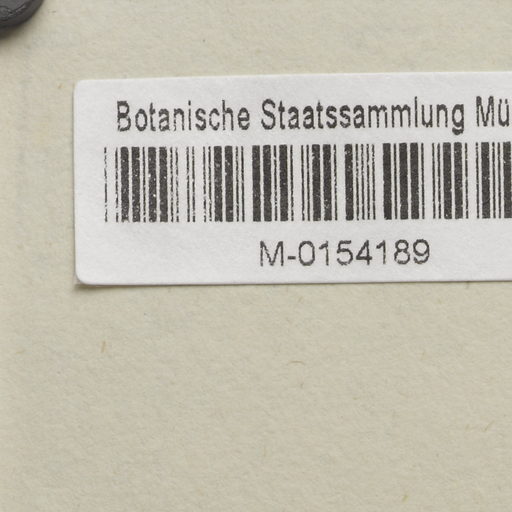 Botanische Staatssammlung Mü
M-0154189